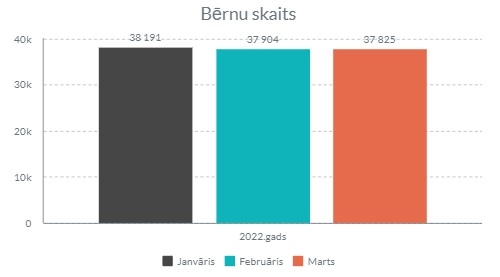 Bērnu skaits
40k
30k
20k
10k
0
38 191
37 904
37 825
2022.gads
Janvāris Februāris Marts